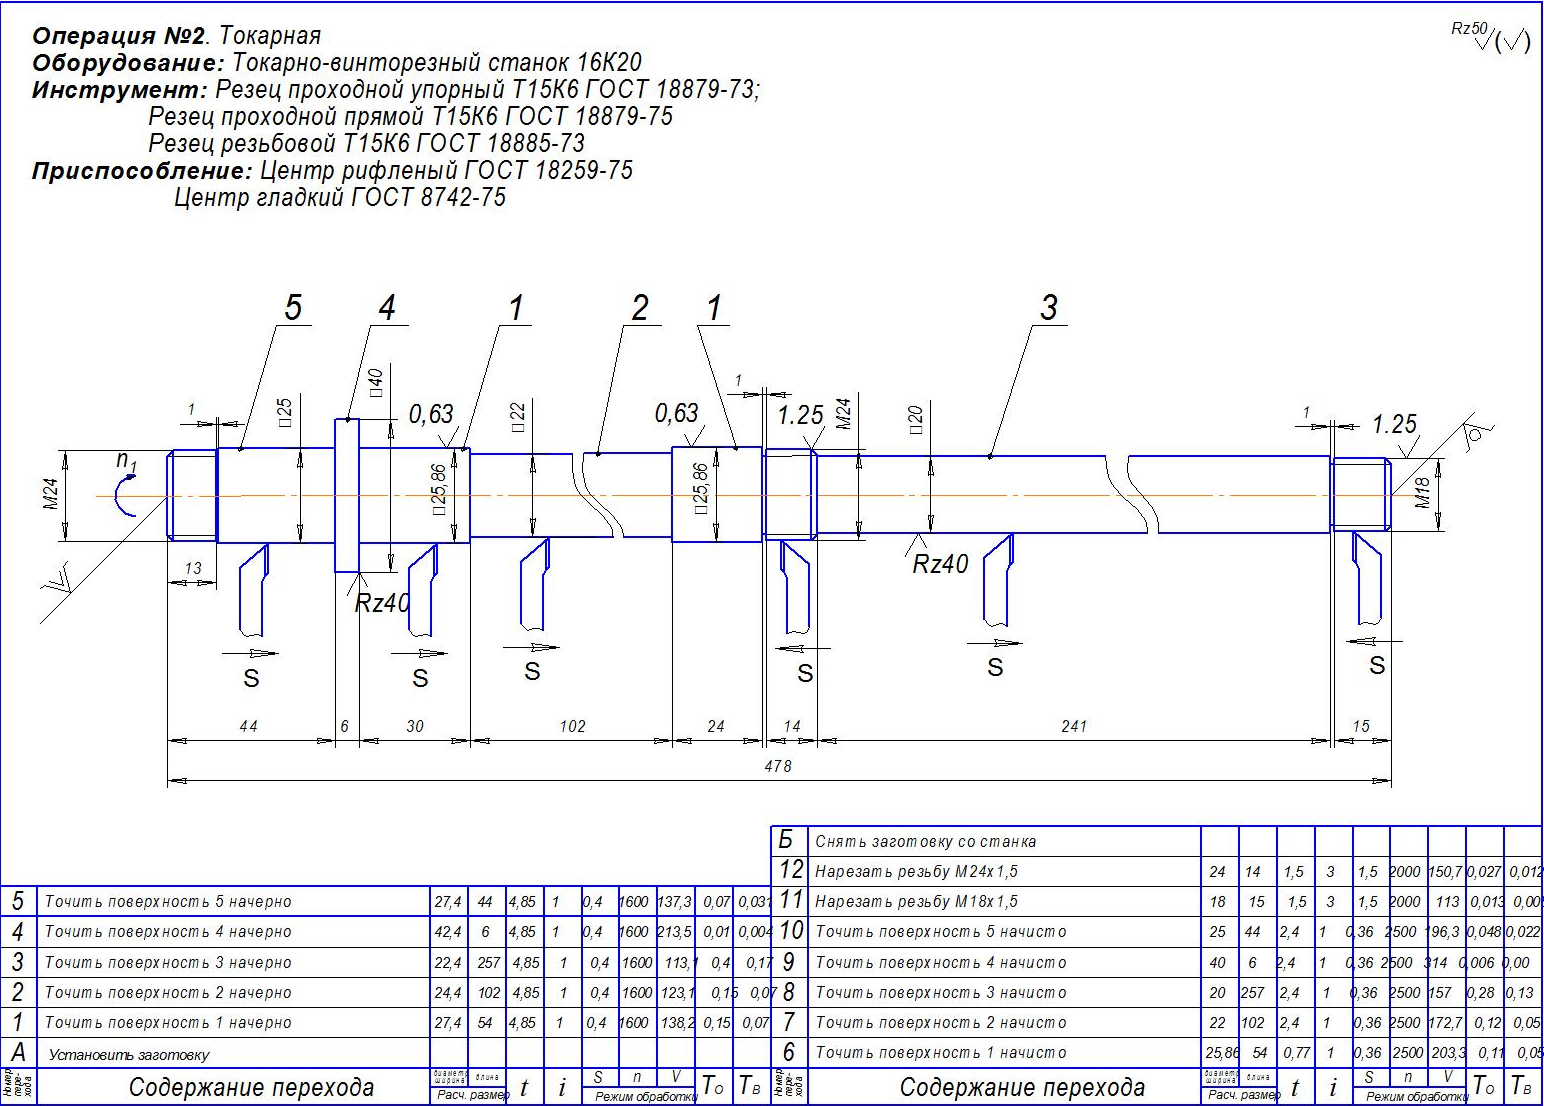 Операция №2. Токарная
Rz50
Оборудование: Токарно-винторезный станок 16К20
Инструмент: Резец проходной упорный Т15К6 ГОСТ 18879-73;
Резец проходной прямой Т15К6 ГОСТ 18879-75
Резец резьбовой Т15К6 ГОСТ 18885-73
Приспособление: Центр рифленый ГОСТ 18259-75
Центр гладкий ГОСТ 8742-75
5 4 1 2 1 3
1 □25 □40 0,63 □22 0,63 1 1.25 М24 □20 1 1.25
n1
М24 □25,86 □25,86 М18
13 Rz40 Rz40
S S S S S S
44 6 30 102 24 14 241 15
478
Б Снять заготовку со станка
12 Нарезать резьбу М24х1,5 24 14 1,5 3 1,5 2000 150,7 0,027 0,012
5 Точить поверхность 5 начерно 27,4 44 4,85 1 0,4 1600 137,3 0,07 0,031
11 Нарезать резьбу М18х1,5 18 15 1,5 3 1,5 2000 113 0,013
4 Точить поверхность 4 начерно 42,4 6 4,85 1 0,4 1600 213,5 0,01 0,004
10 Точить поверхность 5 начисто 25 44 2,4 1 0,36 2500 196,3 0,048 0,022
3 Точить поверхность 3 начерно 22,4 257 4,85 1 0,4 1600 113,1 0,4 0,17
9 Точить поверхность 4 начисто 40 6 2,4 1 0,36 2500 314 0,006 0,00
2 Точить поверхность 2 начерно 24,4 102 4,85 1 0,4 1600 123,1 0,15 0,07
8 Точить поверхность 3 начисто 20 257 2,4 1 0,36 2500 157 0,28 0,13
1 Точить поверхность 1 начерно 27,4 54 4,85 1 0,4 1600 138,2 0,15 0,07
7 Точить поверхность 2 начисто 22 102 2,4 1 0,36 2500 172,7 0,12 0,05
А Установить заготовку
6 Точить поверхность 1 начисто 25,86 54 0,77 1 0,36 2500 203,3 0,11 0,05
Номер пере- хода Содержание перехода диаметр ширина длина Расч. размер t i S n V Режим обработки То Тв
Номер пере- хода Содержание перехода диаметр ширина длина Расч. размер t i S n V Режим обработки То Тв